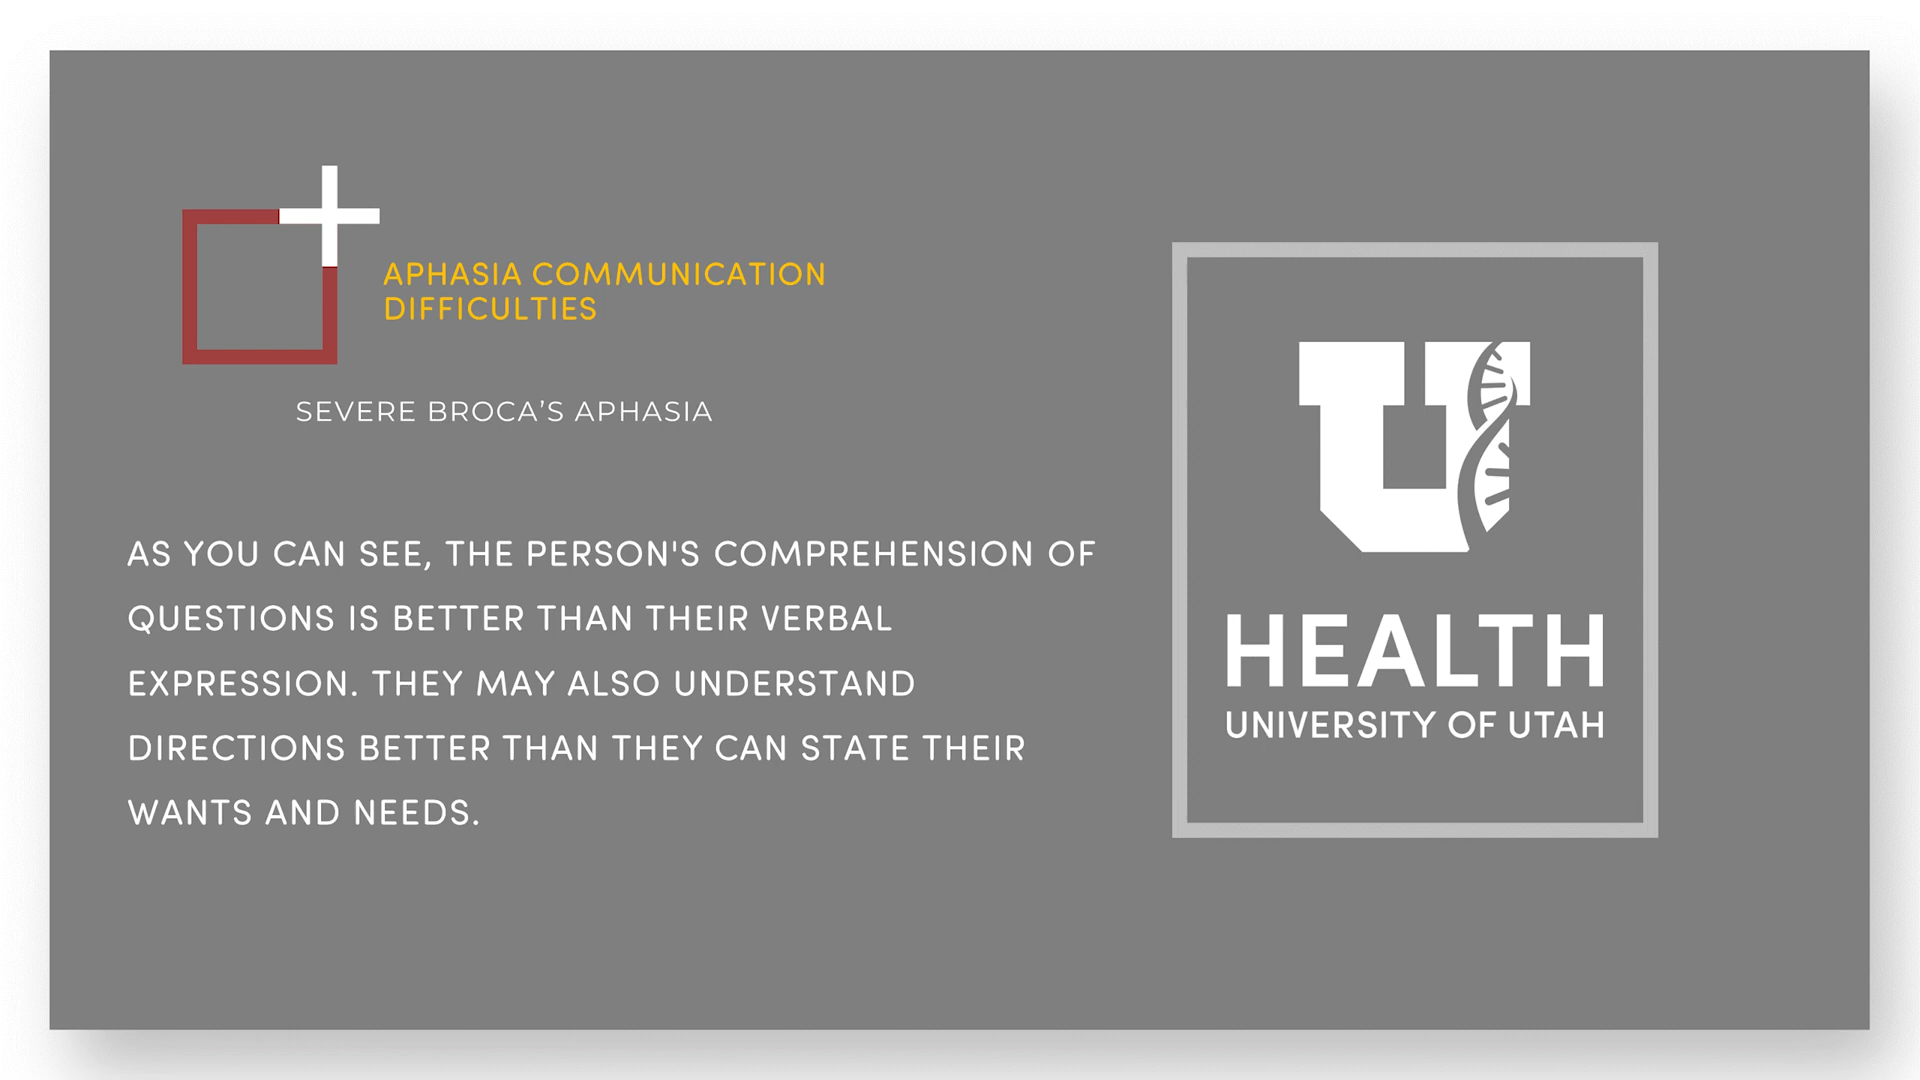 APHASIA COMMUNICATION
DIFFICULTIES
SEVERE BROCA’S APHASIA
AS YOU CAN SEE, THE PERSON'S COMPREHENSION OF
QUESTIONS IS BETTER THAN THEIR VERBAL
EXPRESSION. THEY MAY ALSO UNDERSTAND
DIRECTIONS BETTER THAN THEY CAN STATE THEIR
WANTS AND NEEDS.
U
HEALTH
UNIVERSITY OF UTAH